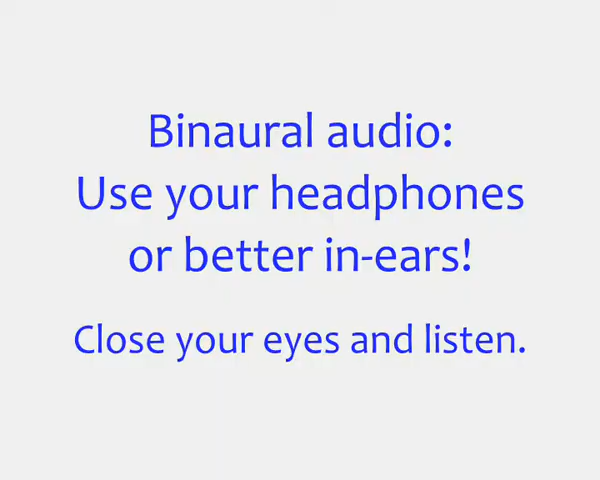 Binaural audio:
Use your headphones
or better in-ears!
Close your eyes and listen.